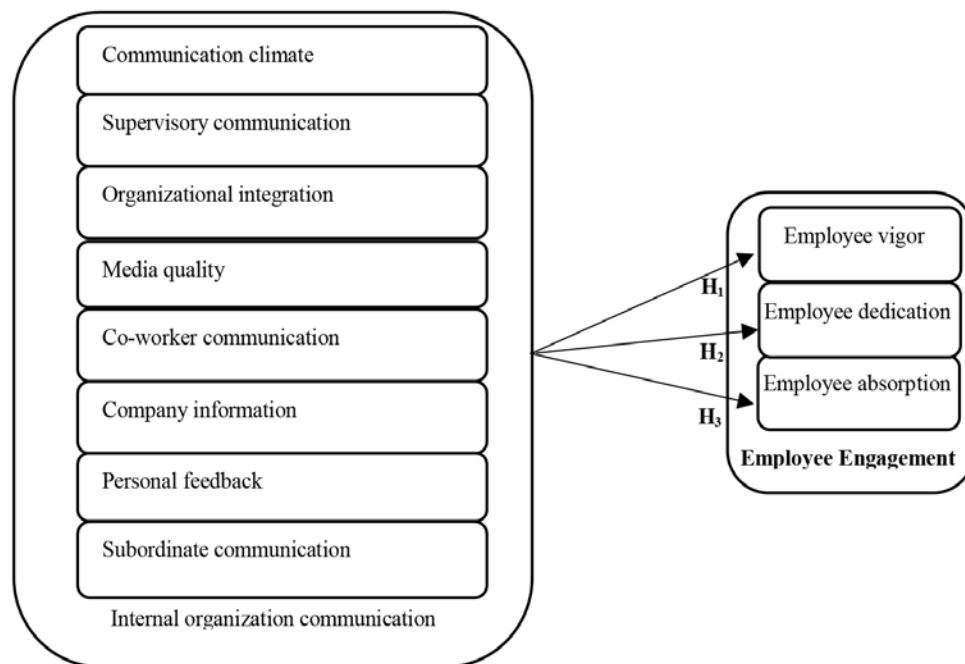 Communication climate
Supervisory communication
Organizational integration
Media quality
Co-worker communication
Company information
Personal feedback
Subordinate communication
Internal organization communication
H₁
H₂
H₃
Employee vigor
Employee dedication
Employee absorption
Employee Engagement